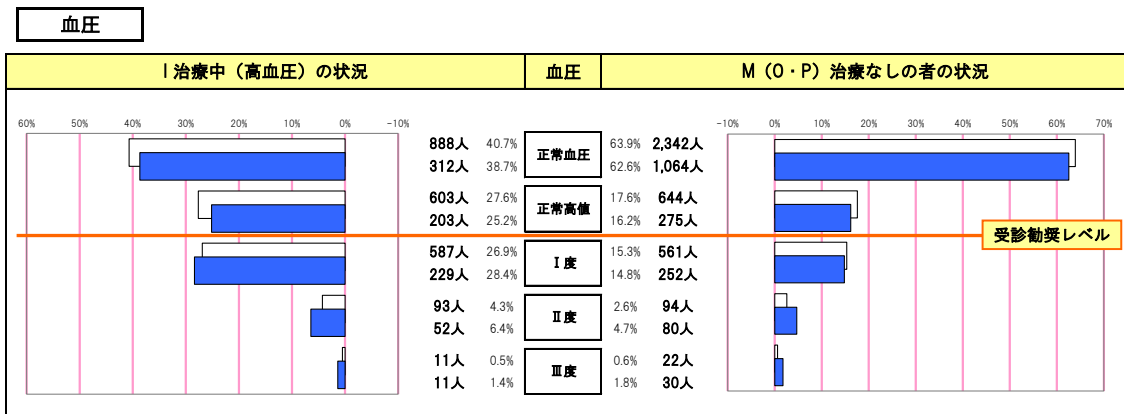 血圧
Ⅰ治療中（高血圧）の状況 血圧 M（O・P）治療なしの者の状況
60% 50% 40% 30% 20% 10% 0% -10% -10% 0% 10% 20% 30% 40% 50% 60% 70%
888人 40.7% 正常血圧 63.9% 2,342人
312人 38.7% 62.6% 1,064人
603人 27.6% 正常高値 17.6% 644人
203人 25.2% 16.2% 275人
受診勧奨レベル
587人 26.9% Ⅰ度 15.3% 561人
229人 28.4% 14.8% 252人
93人 4.3% Ⅱ度 2.6% 94人
52人 6.4% 4.7% 80人
11人 0.5% Ⅲ度 0.6% 22人
11人 1.4% 1.8% 30人